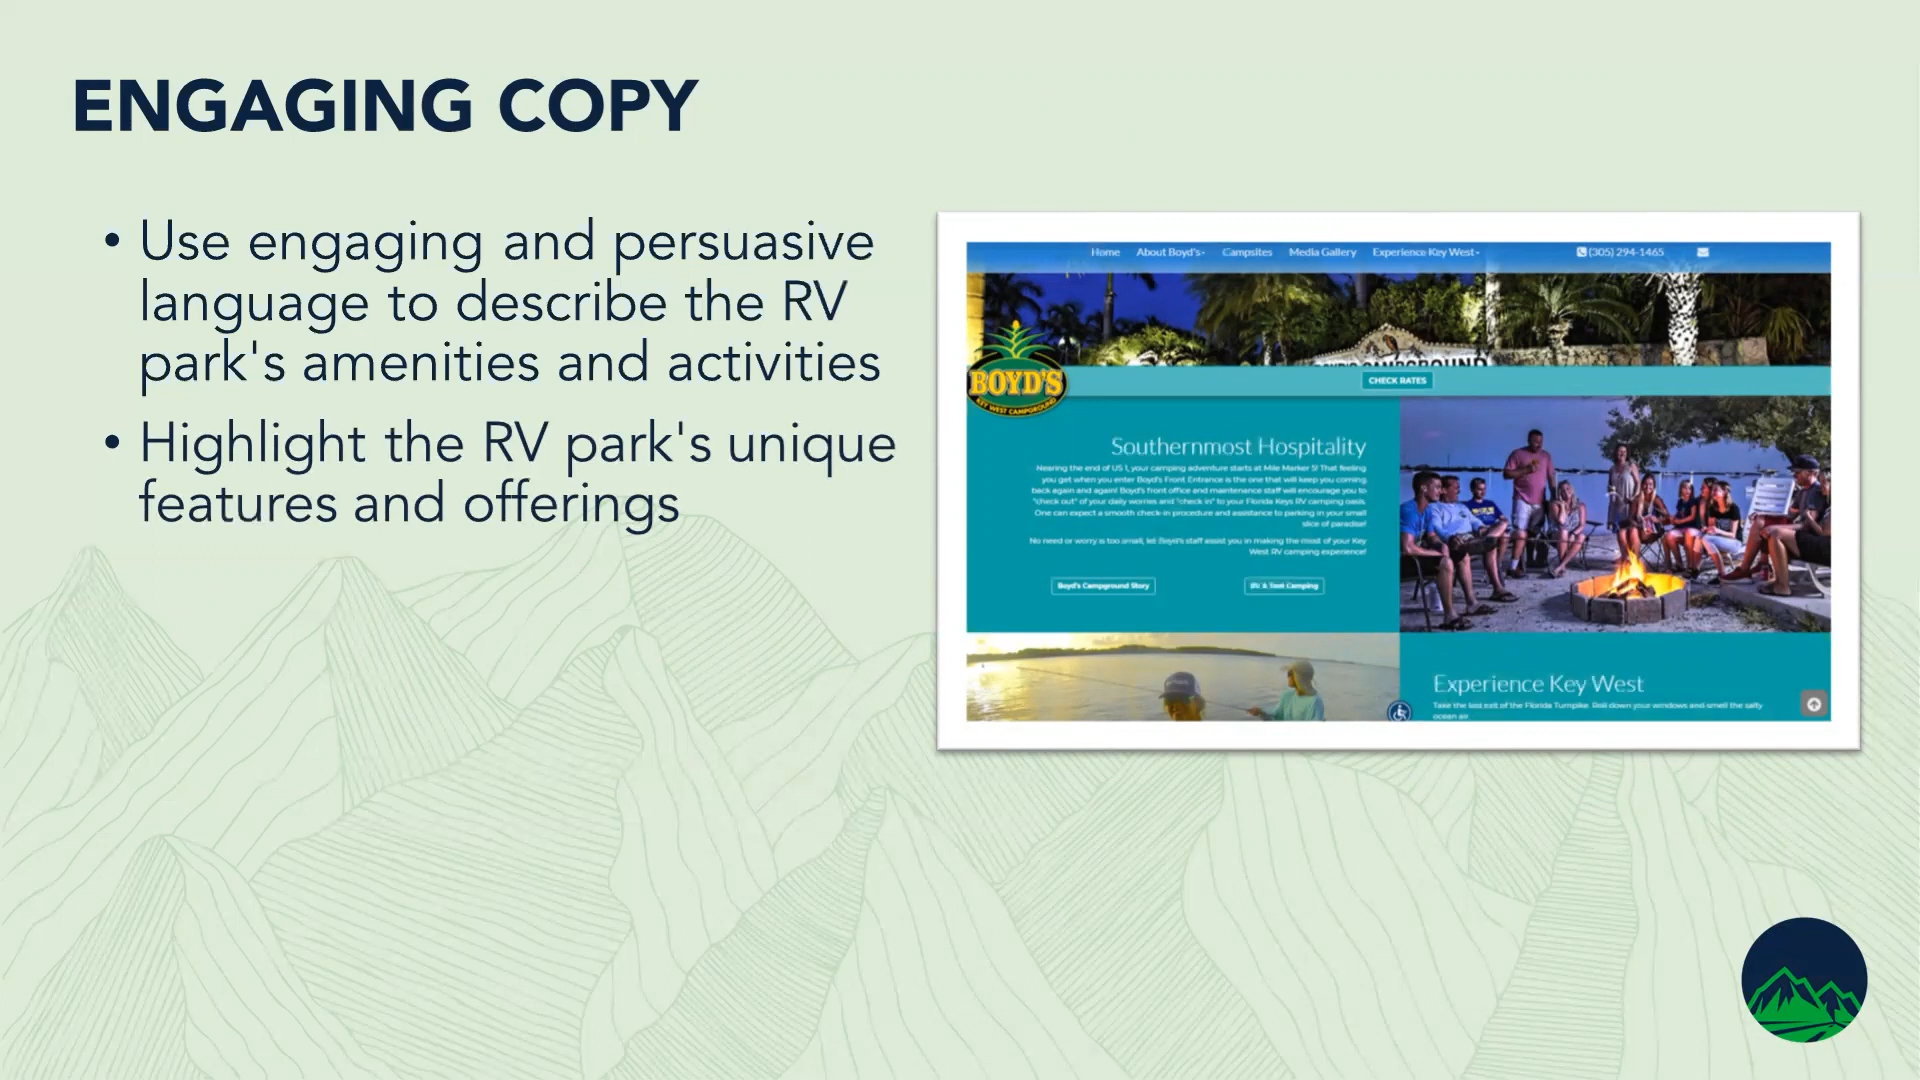 ENGAGING COPY
• Use engaging and persuasive
language to describe the RV
park's amenities and activities
• Highlight the RV park's unique
features and offerings
Home About Boyd's Campsites Media Gallery Experience Key West (305) 294-1465
BOYD'S
KEY WEST CAMPGROUND
CHECK RATES
Southernmost Hospitality
Nearing the end of US 1, your camping adventure starts at Mile Marker 5! That feeling
you get when you enter Boyd's Front Entrance is the one that will keep you coming
back again and again! Boyd's front office and maintenance staff will encourage you to
"check out" of your daily worries and "check in" to your Florida Keys RV camping oasis.
One can expect a smooth check-in procedure and assistance to parking in your small
slice of paradise!
No need or worry is too small, let Boyd's staff assist you in making the most of your Key
West RV camping experience!
Boyd's Campground Story RV & Tent Camping
Experience Key West
Take the last exit of the Florida Turnpike. Roll down your windows and smell the salty
ocean air.